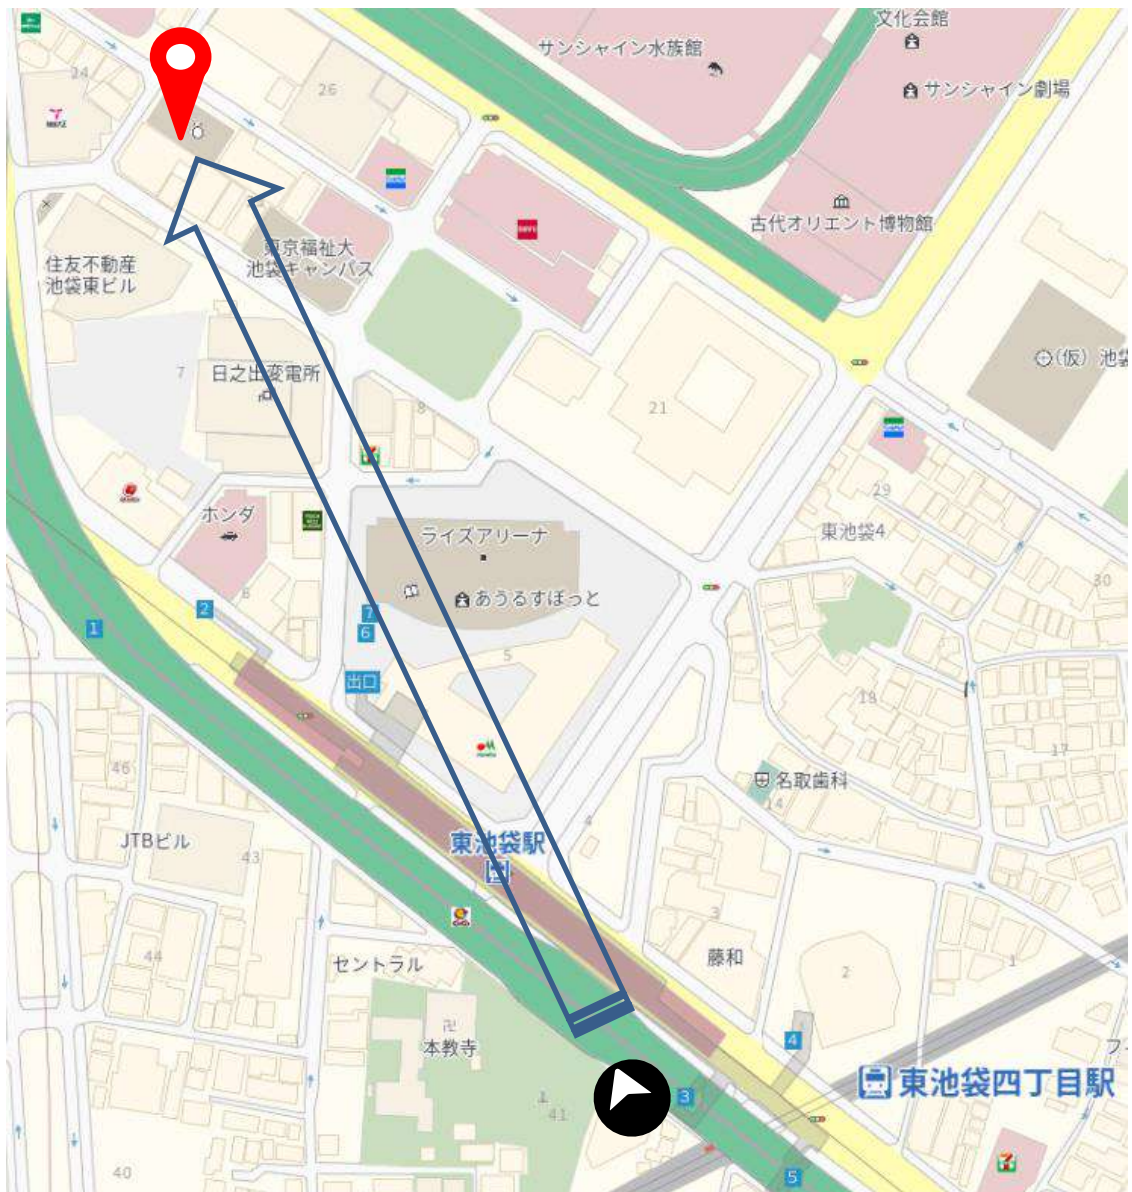 文化会館
サンシャイン水族館
サンシャイン劇場
24
26
古代オリエント博物館
東京福祉大
池袋キャンパス
住友不動産
池袋東ビル
(仮) 池袋
7
日之出変電所
8
21
29
ホンダ
東池袋4
ライズアリーナ
30
8
あうるすぽっと
2
7
1
6
5
出口
18
17
46
名取歯科
14
4
JTBビル
東池袋駅
43
3
藤和
44
セントラル
2
1
卍
本教寺
4
フー
東池袋四丁目駅
3
1
41
40
5